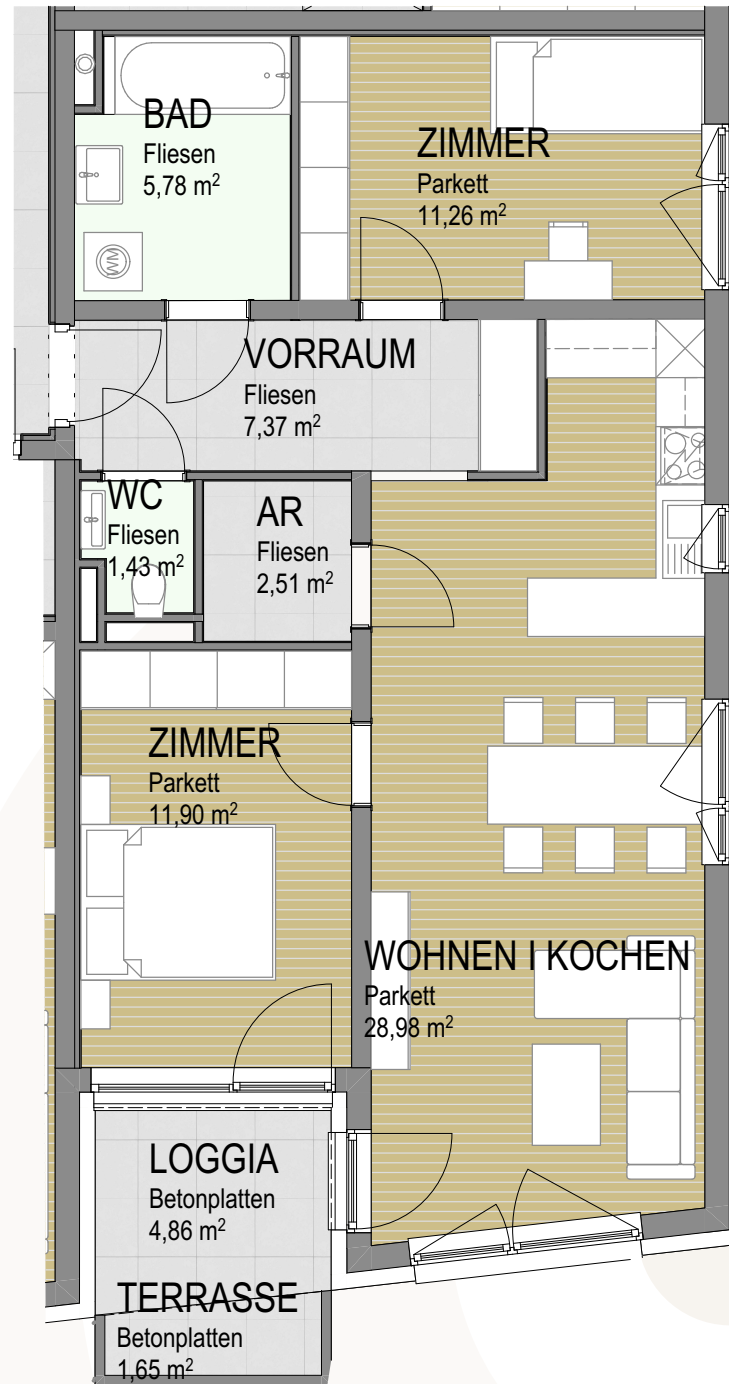 BAD
Fliesen
5,78 m²
ZIMMER
Parkett
11,26 m²
WM
VORRAUM
Fliesen
7,37 m²
WC
Fliesen
1,43 m²
AR
Fliesen
2,51 m²
ZIMMER
Parkett
11,90 m²
WOHNEN I KOCHEN
Parkett
28,98 m²
LOGGIA
Betonplatten
4,86 m²
TERRASSE
Betonplatten
1,65 m²